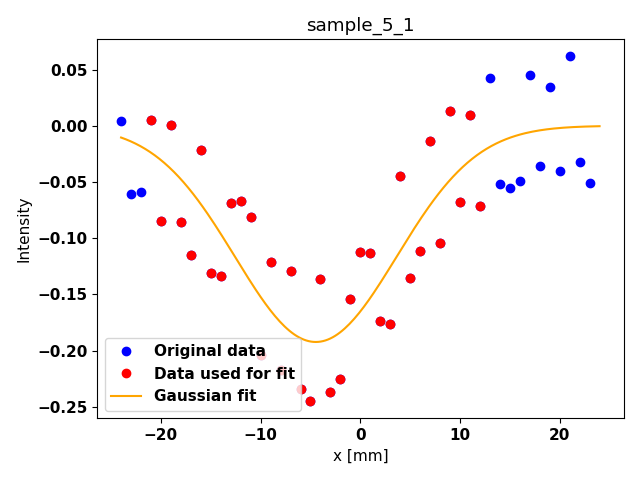 sample_5_1
0.05
0.00
−0.05
−0.10
−0.15
−0.20
−0.25
Intensity
Original data
Data used for fit
Gaussian fit
−20 −10 0 10 20
x [mm]